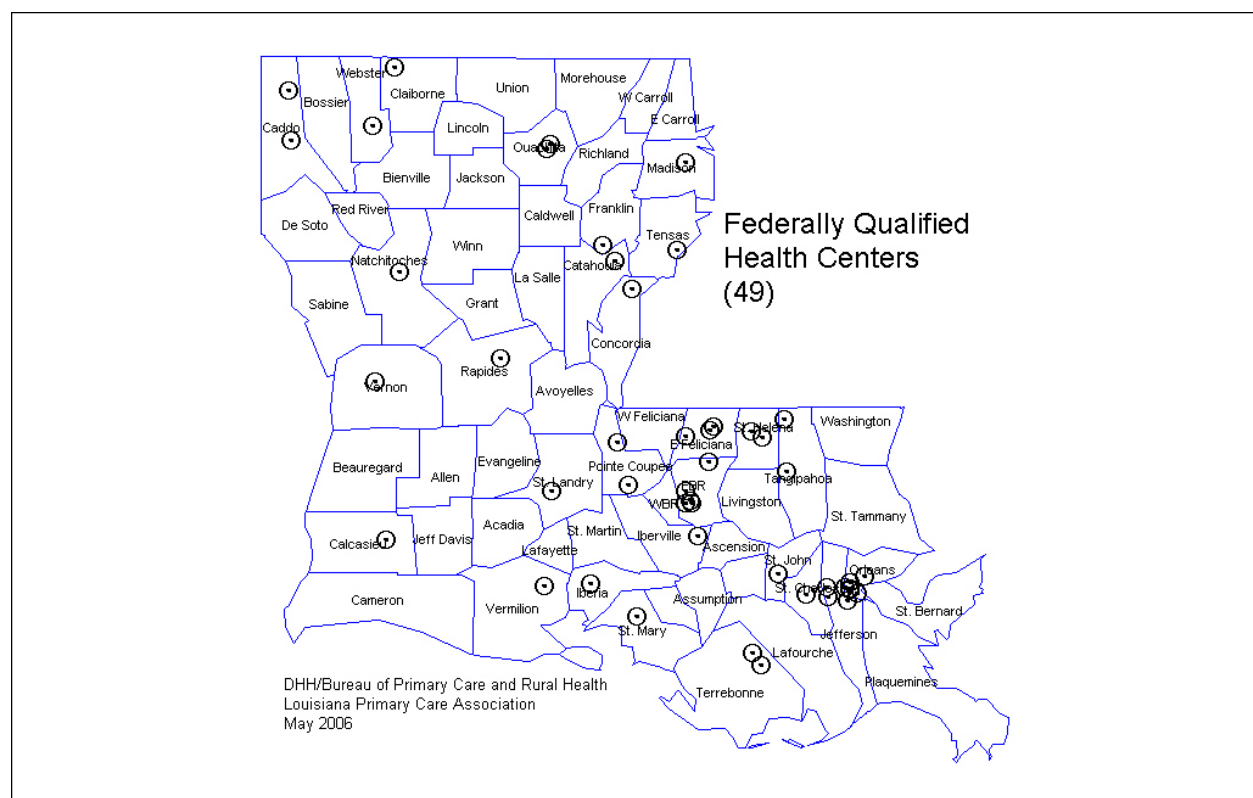 Webster
Morehouse
Claiborne
Union
W Carroll
Bossier
E Carroll
Caddo
Lincoln
Ouachita
Richland
Madison
Bienville
Jackson
Red River
Caldwell
Franklin
De Soto
Tensas
Winn
Natchitoches
Catahoula
La Salle
Sabine
Grant
Concordia
Rapides
Vernon
Avoyelles
Federally Qualified
Health Centers
(49)
W Feliciana
Washington
St. Helena
E Feliciana
Beauregard
Allen
Evangeline
Pointe Coupee
Tangipahoa
St. Landry
EBR
WBR
Livingston
St. Tammany
Acadia
St. Martin
Iberville
Calcasieu
Jeff Davis
Lafayette
Ascension
St. John
Orleans
Cameron
Vermilion
Iberia
Assumption
St. Charles
St. Bernard
St. Mary
Jefferson
Lafourche
Plaquemines
Terrebonne
DHH/Bureau of Primary Care and Rural Health
Louisiana Primary Care Association
May 2006